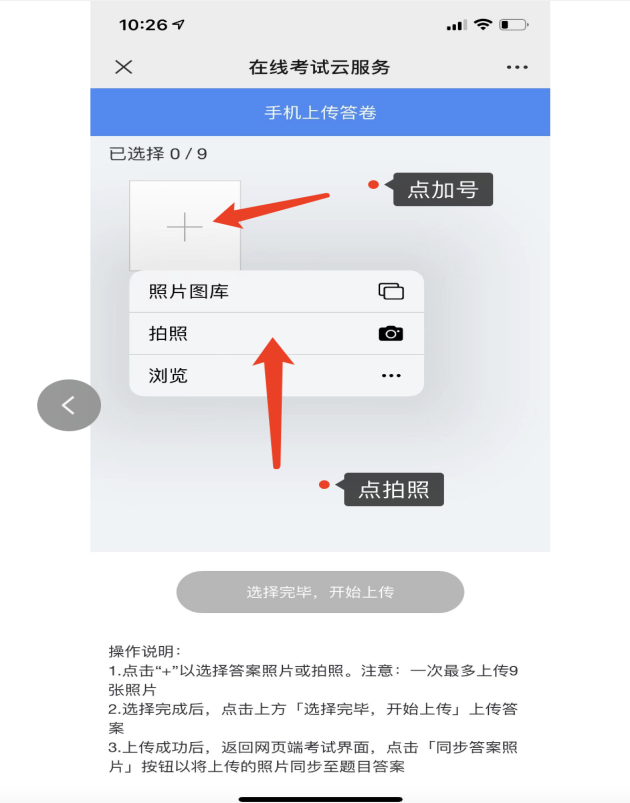 10:26
在线考试云服务
手机上传答卷
已选择 0 / 9
点加号
照片图库
拍照
浏览
点拍照
选择完毕，开始上传
操作说明：
1.点击“+”以选择答案照片或拍照。注意：一次最多上传9
张照片
2.选择完成后，点击上方「选择完毕，开始上传」上传答
案
3.上传成功后，返回网页端考试界面，点击「同步答案照
片」按钮以将上传的照片同步至题目答案